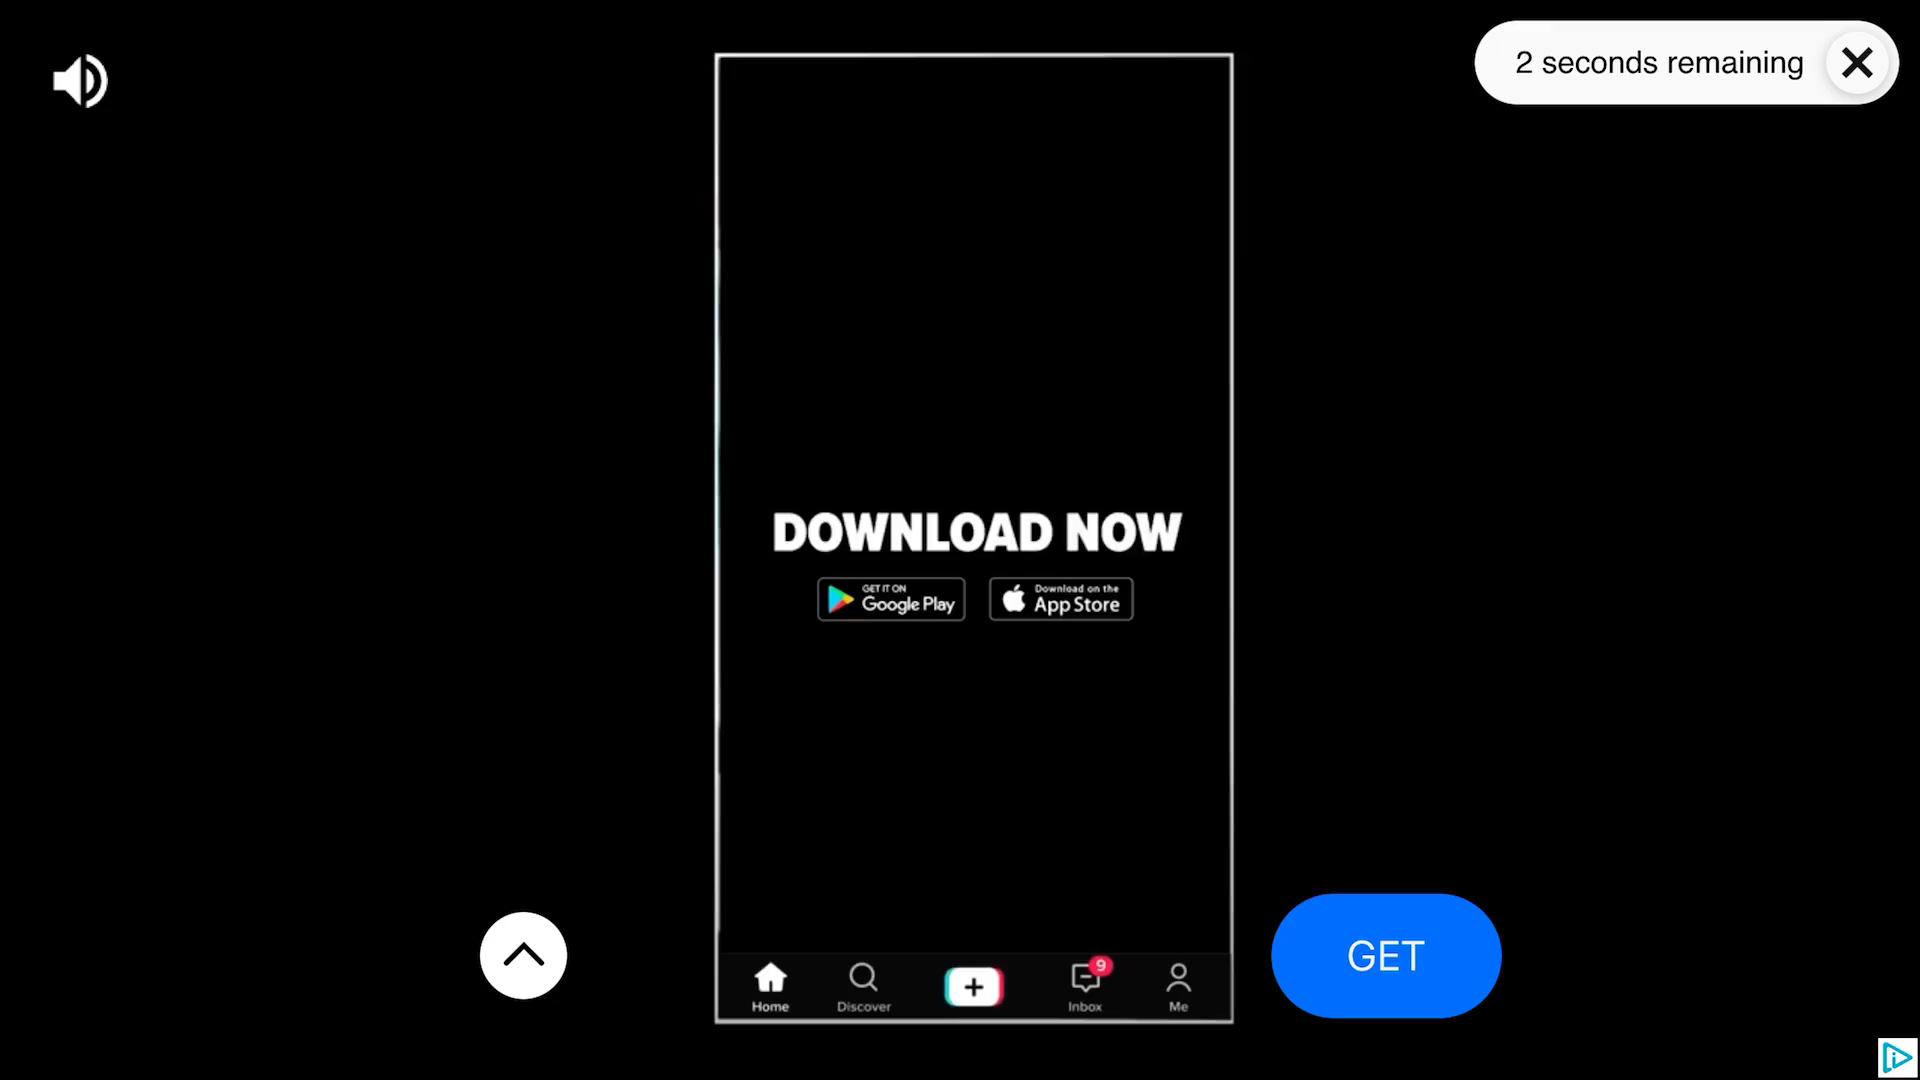 2 seconds remaining
DOWNLOAD NOW
GET IT ON
Google Play
Download on the
App Store
GET
9
Home
Discover
Inbox
Me